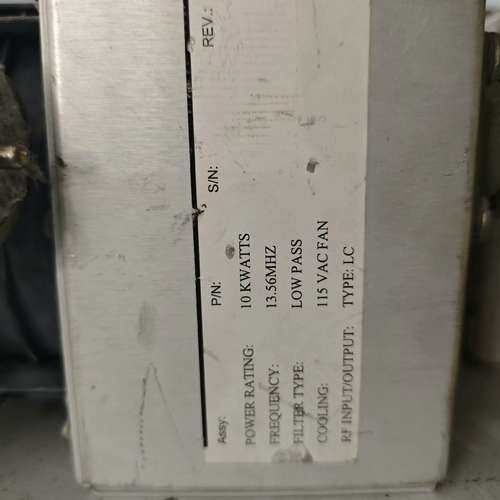 Assy: P/N: S/N: REV.:
POWER RATING: 10 KWATTS
FREQUENCY: 13.56MHZ
FILTER TYPE: LOW PASS
COOLING: 115 VAC FAN
RF INPUT/OUTPUT: TYPE: LC